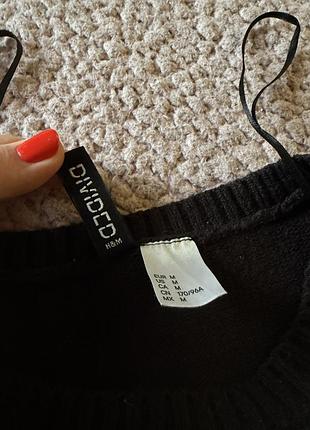 DIVIDED
H&M
EUR M
US M
CA M
CN 170/96A
MX M